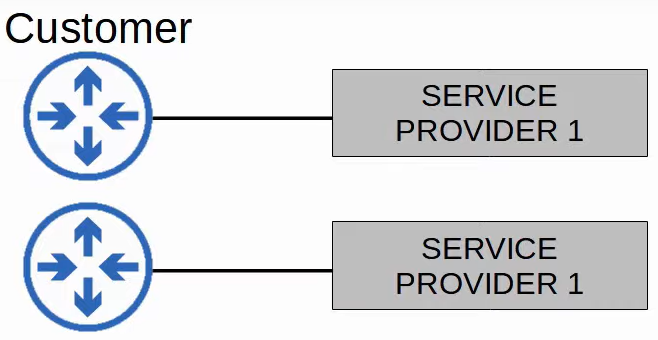 Customer
SERVICE
PROVIDER 1
SERVICE
PROVIDER 1